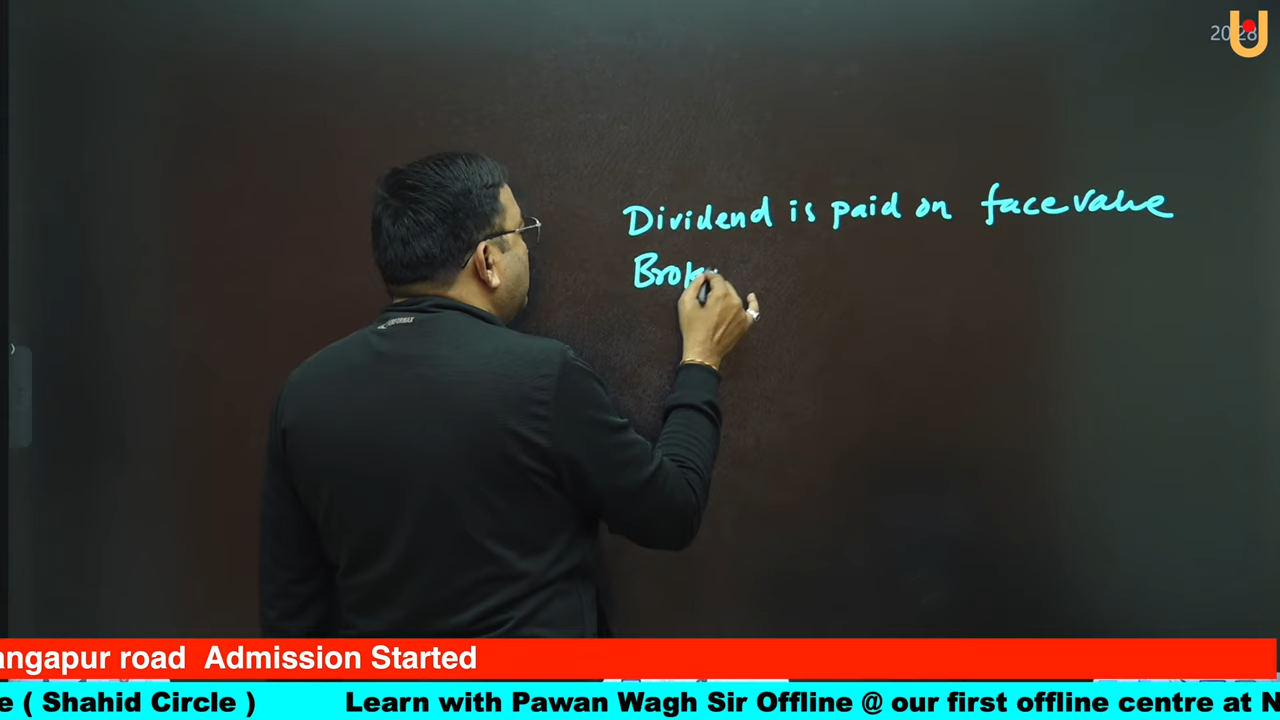 Dividend is paid on face value
Brok
angapur road Admission Started
e ( Shahid Circle ) Learn with Pawan Wagh Sir Offline @ our first offline centre at N